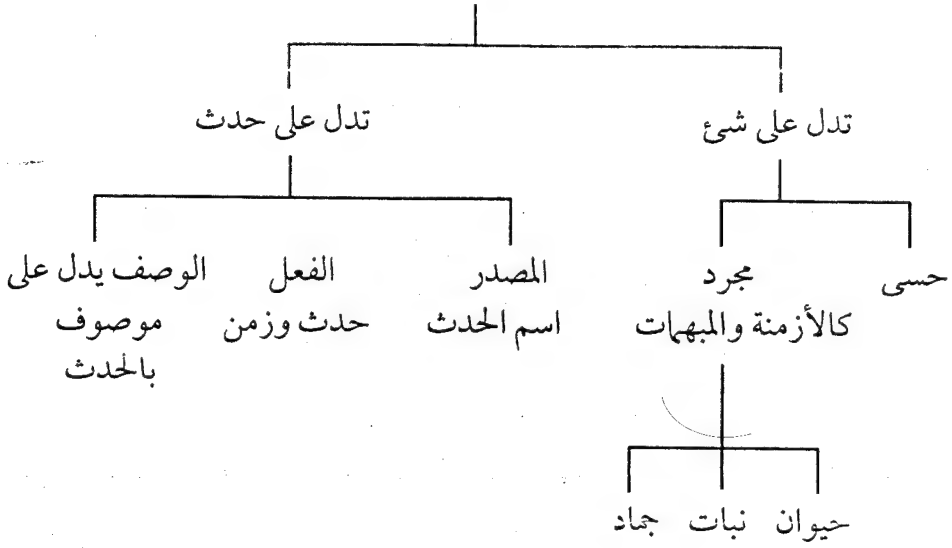 تدل على شئ
تدل على حدث
حسى
مجرد
كالأزمنة والمبهمات
المصدر
اسم الحدث
الفعل
حدث وزمن
الوصف يدل على
موصوف
بالحدث
حيوان
نبات
جماد